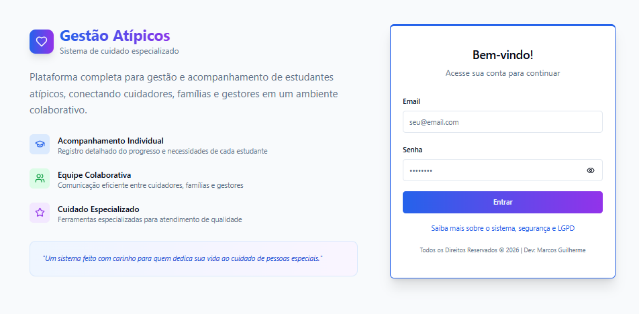 Gestão Atípicos
Sistema de cuidado especializado
Plataforma completa para gestão e acompanhamento de estudantes
atípicos, conectando cuidadores, famílias e gestores em um ambiente
colaborativo.
Acompanhamento Individual
Registro detalhado do progresso e necessidades de cada estudante
Equipe Colaborativa
Comunicação eficiente entre cuidadores, famílias e gestores
Cuidado Especializado
Ferramentas especializadas para atendimento de qualidade
"Um sistema feito com carinho para quem dedica sua vida ao cuidado de pessoas especiais."
Bem-vindo!
Acesse sua conta para continuar
Email
seu@email.com
Senha
••••••••
Entrar
Saiba mais sobre o sistema, segurança e LGPD
Todos os Direitos Reservados © 2026 | Dev: Marcos Guilherme